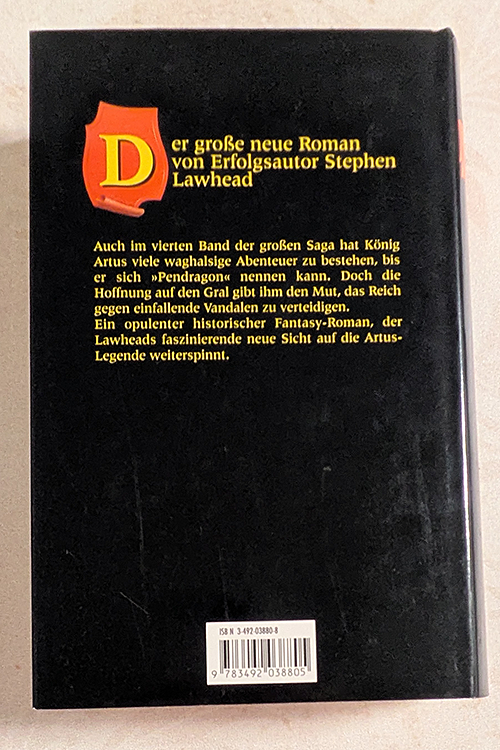 Der große neue Roman
von Erfolgsautor Stephen
Lawhead
Auch im vierten Band der großen Saga hat König
Artus viele waghalsige Abenteuer zu bestehen, bis
er sich »Pendragon« nennen kann. Doch die
Hoffnung auf den Gral gibt ihm den Mut, das Reich
gegen einfallende Vandalen zu verteidigen.
Ein opulenter historischer Fantasy-Roman, der
Lawheads faszinierende neue Sicht auf die Artus-
Legende weiterspinnt.
ISBN 3-492-03880-8
9 783492 038805